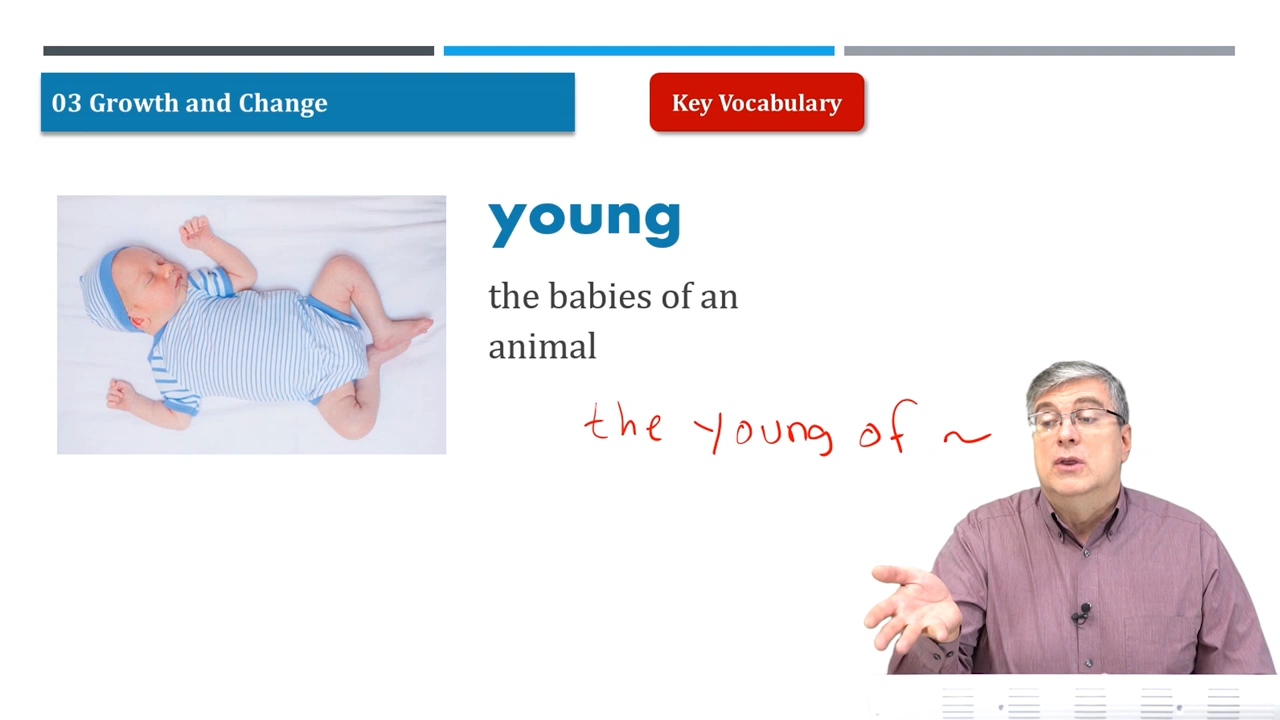 03 Growth and Change
Key Vocabulary
young
the babies of an
animal
the young of ~